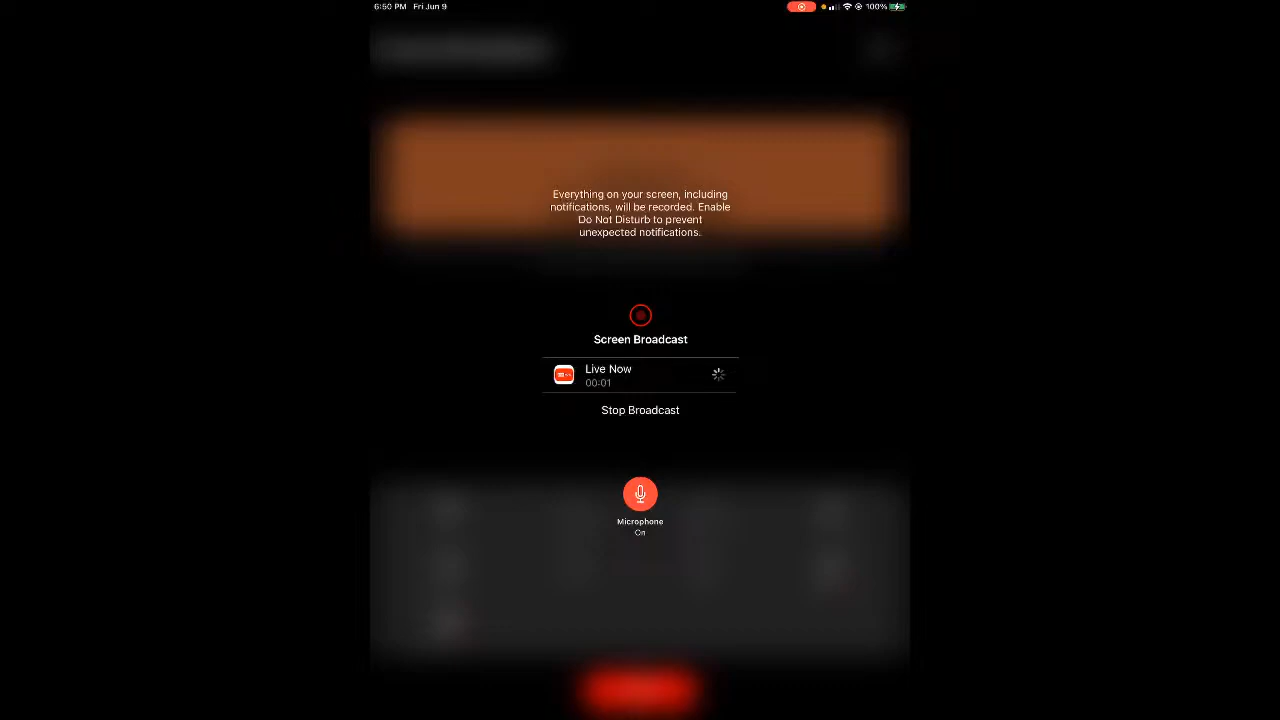 6:50 PM Fri Jun 9
100%
Everything on your screen, including
notifications, will be recorded. Enable
Do Not Disturb to prevent
unexpected notifications.
Screen Broadcast
Live Now
00:01
Stop Broadcast
Microphone
On